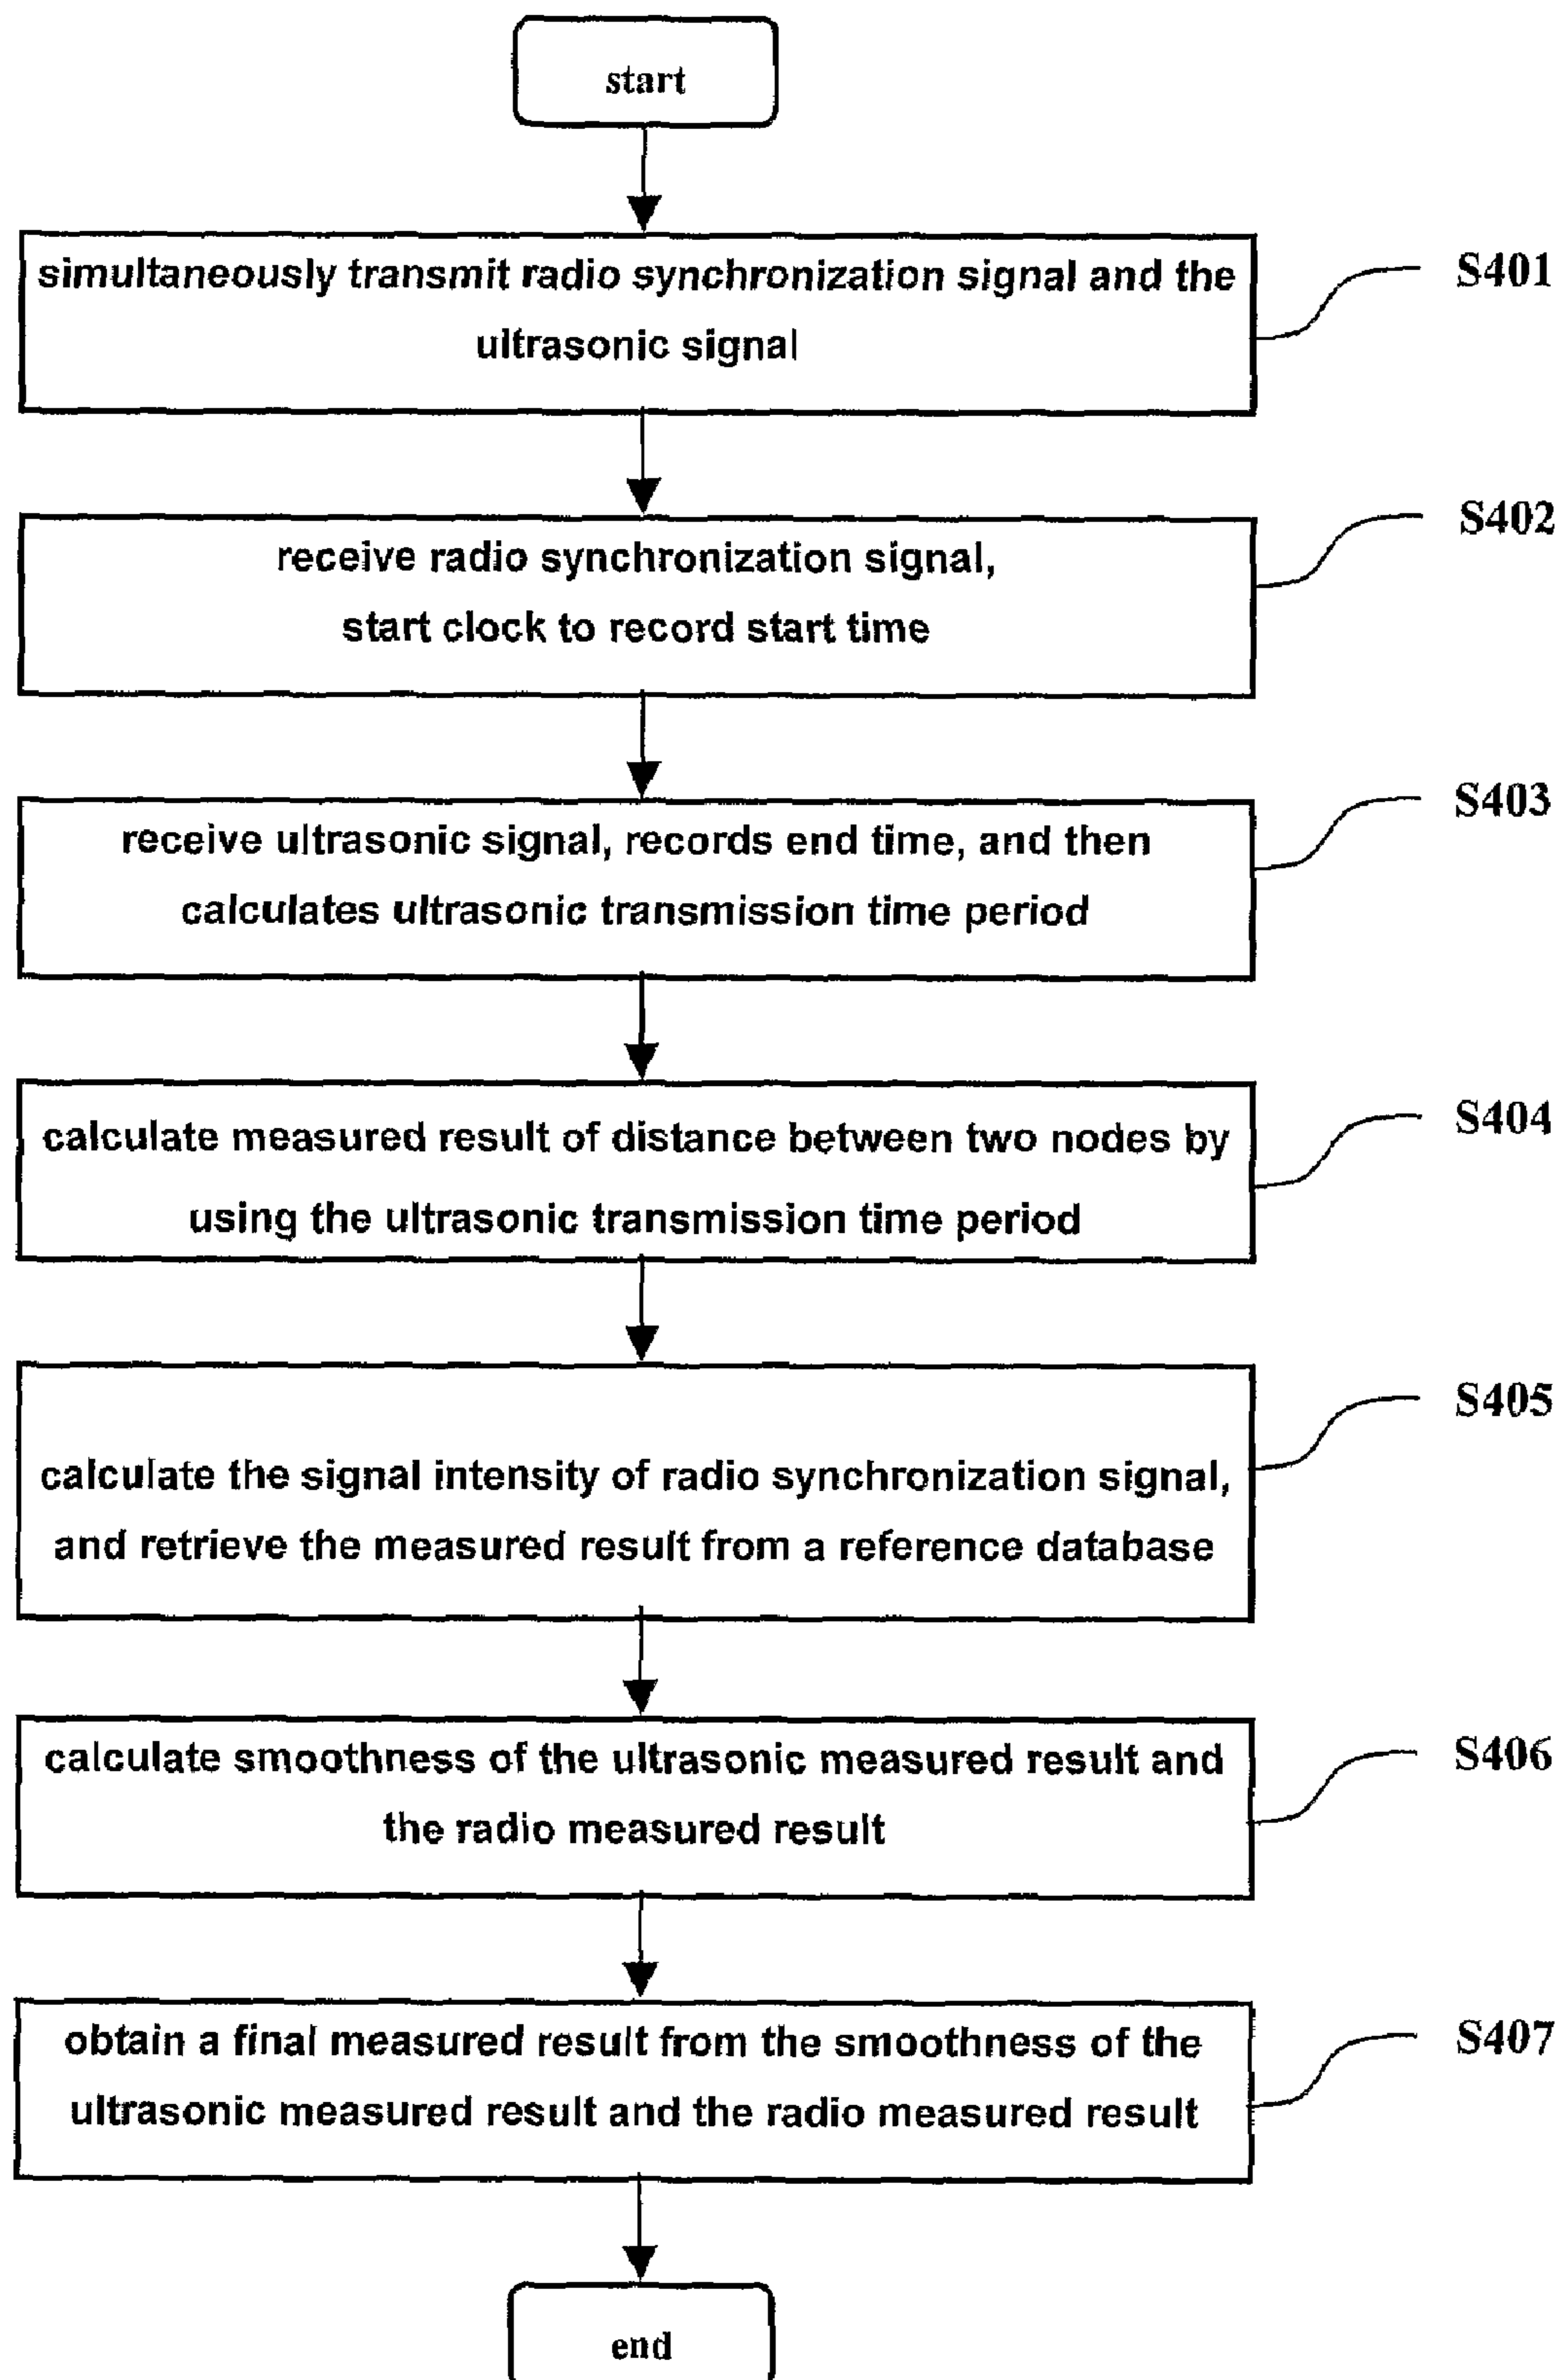 start
simultaneously transmit radio synchronization signal and the
ultrasonic signal
S401
receive radio synchronization signal,
start clock to record start time
S402
receive ultrasonic signal, records end time, and then
calculates ultrasonic transmission time period
S403
calculate measured result of distance between two nodes by
using the ultrasonic transmission time period
S404
calculate the signal intensity of radio synchronization signal,
and retrieve the measured result from a reference database
S405
calculate smoothness of the ultrasonic measured result and
the radio measured result
S406
obtain a final measured result from the smoothness of the
ultrasonic measured result and the radio measured result
S407
end